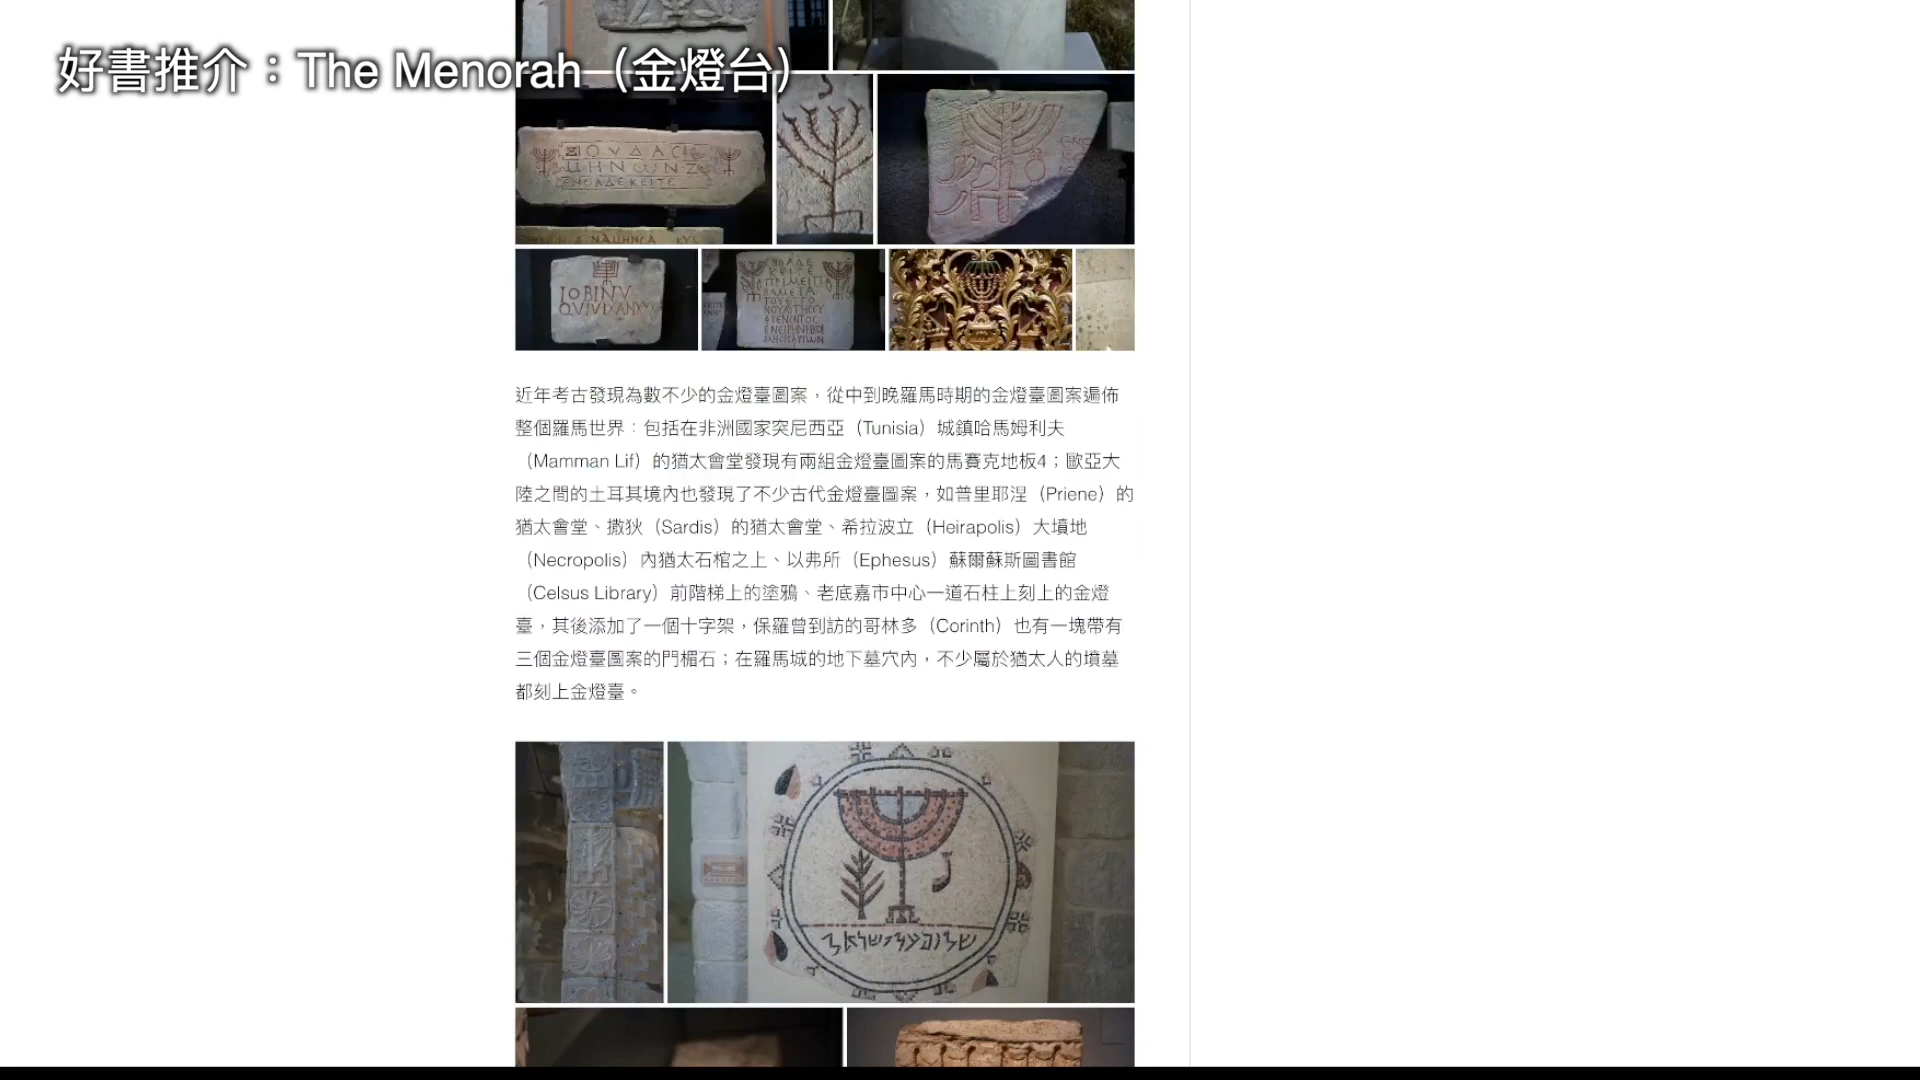 好書推介：The Menorah（金燈台）
IOBINV
近年考古發現為數不少的金燈臺圖案，從中到晚羅馬時期的金燈臺圖案遍佈
整個羅馬世界：包括在非洲國家突尼西亞（Tunisia）城鎮哈馬姆利夫
（Mamman Lif）的猶太會堂發現有兩組金燈臺圖案的馬賽克地板4；歐亞大
陸之間的土耳其境內也發現了不少古代金燈臺圖案，如普里耶涅（Priene）的
猶太會堂、撒狄（Sardis）的猶太會堂、希拉波立（Heirapolis）大墳地
（Necropolis）內猶太石棺之上、以弗所（Ephesus）蘇爾蘇斯圖書館
（Celsus Library）前階梯上的塗鴉、老底嘉市中心一道石柱上刻上的金燈
臺，其後添加了一個十字架，保羅曾到訪的哥林多（Corinth）也有一塊帶有
三個金燈臺圖案的門楣石；在羅馬城的地下墓穴內，不少屬於猶太人的墳墓
都刻上金燈臺。
שלום על ישראל